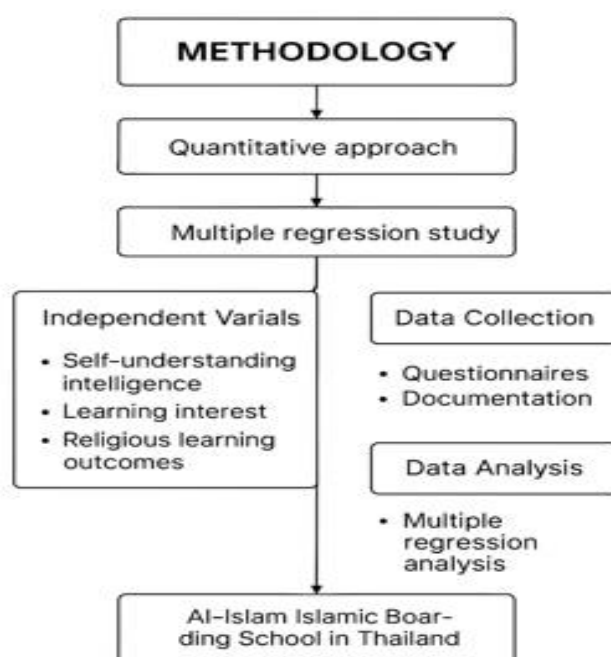 METHODOLOGY
Quantitative approach
Multiple regression study
Independent Varials
• Self-understanding
intelligence
• Learning interest
• Religious learning
outcomes
Data Collection
• Questionnaires
• Documentation
Data Analysis
• Multiple
regression
analysis
Al-Islam Islamic Boar-
ding School in Thailand